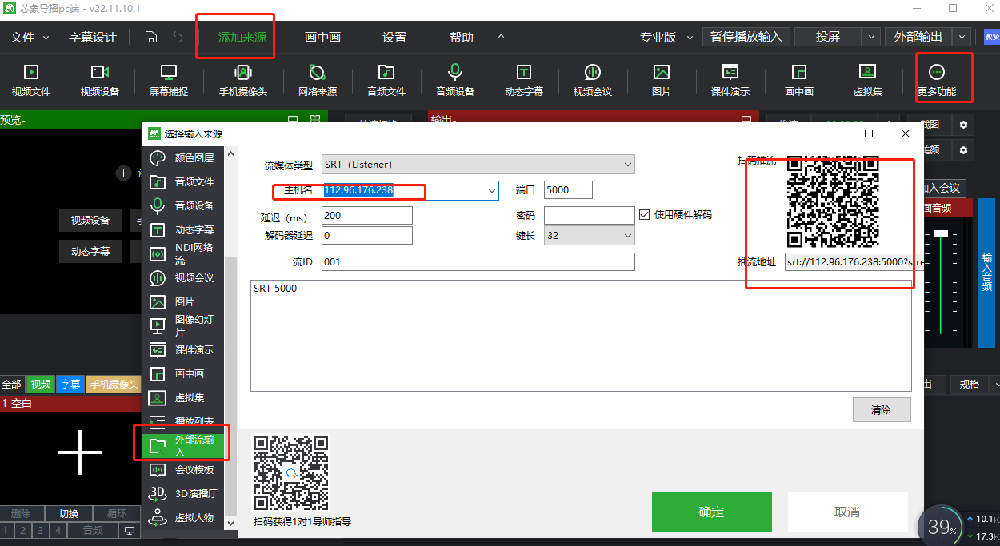 芯象导播pc端 - v22.11.10.1
文件 字幕设计 添加来源 画中画 设置 帮助 专业版 暂停播放输入 投屏 外部输出
视频文件 视频设备 屏幕捕捉 手机摄像头 网络来源 音频文件 音频设备 动态字幕 视频会议 图片 课件演示 画中画 虚拟集 更多功能
预览-
输出-
截图
选择输入来源
颜色图层
音频文件
音频设备
动态字幕
NDI网络
流
视频会议
图片
图像幻灯
片
课件演示
画中画
虚拟集
播放列表
外部流输
入
会议模板
3D演播厅
虚拟人物
流媒体类型 SRT（Listener）
主机名 112.96.176.238 端口 5000
延迟（ms） 200 密码 使用硬件解码
解码器延迟 0 键长 32
流ID 001
扫码推流
推流地址 srt://112.96.176.238:5000?stre
SRT 5000
清除
扫码获得1对1导师指导
确定 取消
视频设备
动态字幕
加入会议
面音频
输入音频
全部 视频 字幕 手机摄像头
规格
1 空白
删除 切换 循环
1 2 3 4 音频
39%
10.1K
17.3K